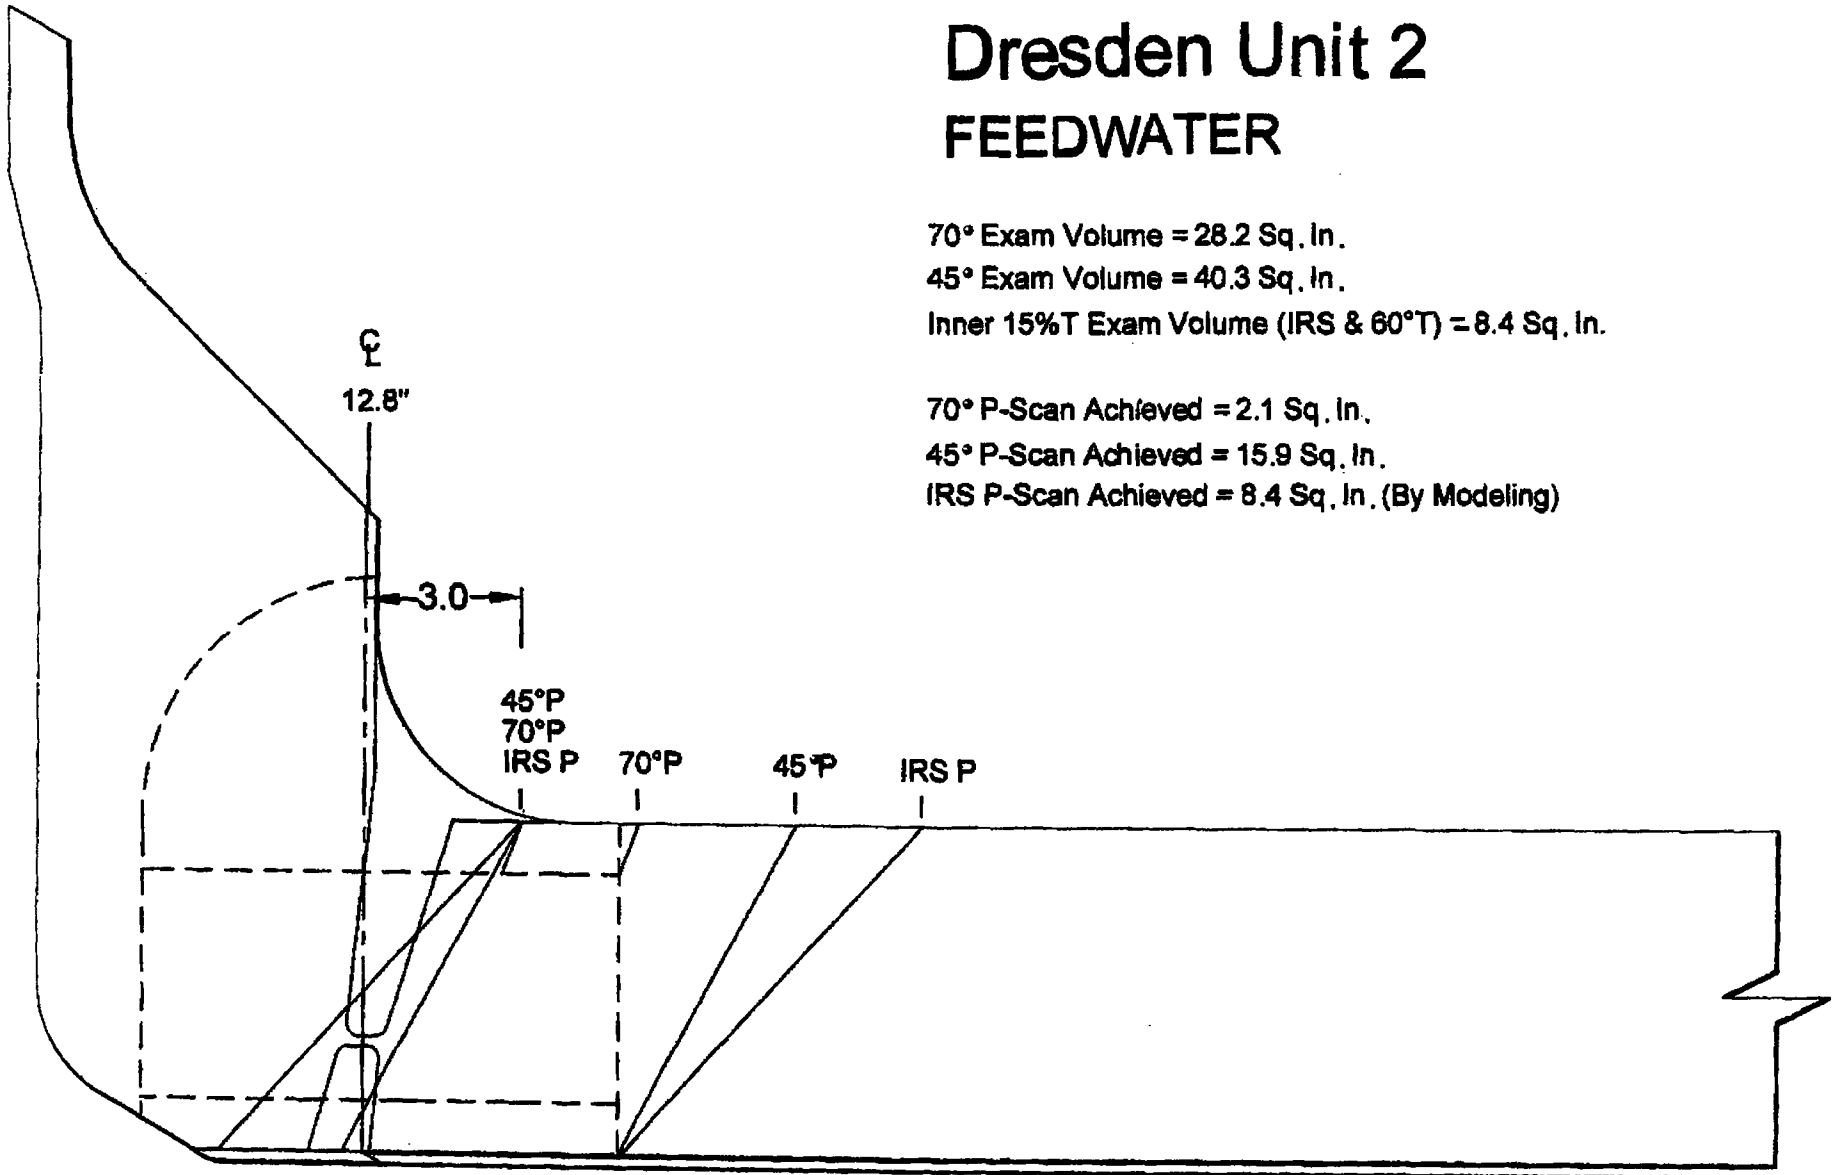 Dresden Unit 2
FEEDWATER
70° Exam Volume = 28.2 Sq. In.
45° Exam Volume = 40.3 Sq. In.
Inner 15%T Exam Volume (IRS & 60°T) = 8.4 Sq. In.
70° P-Scan Achieved = 2.1 Sq. In.
45° P-Scan Achieved = 15.9 Sq. In.
IRS P-Scan Achieved = 8.4 Sq. In. (By Modeling)
CL
12.8"
3.0
45°P
70°P
IRS P
70°P
45°P
IRS P